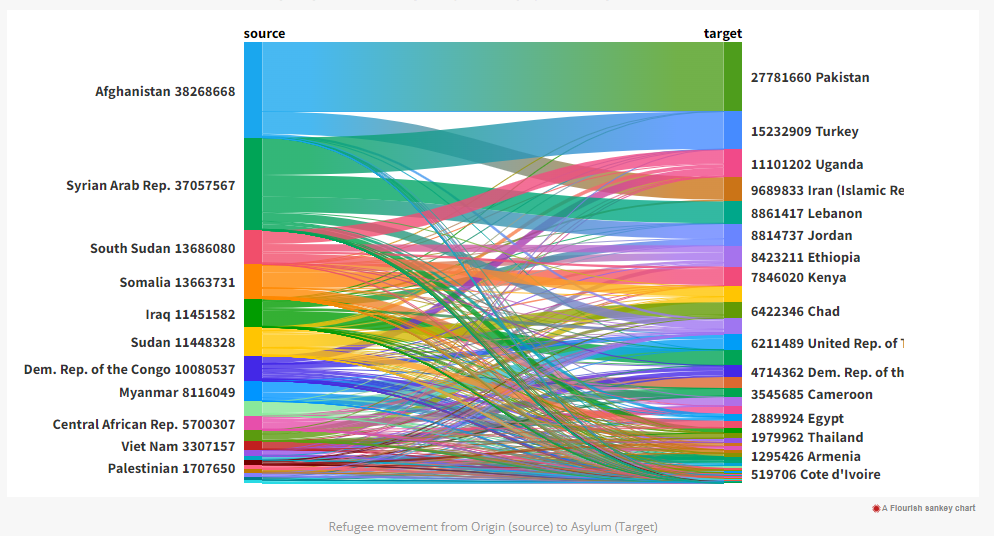 source
target
Afghanistan 38268668
Syrian Arab Rep. 37057567
South Sudan 13686080
Somalia 13663731
Iraq 11451582
Sudan 11448328
Dem. Rep. of the Congo 10080537
Myanmar 8116049
Central African Rep. 5700307
Viet Nam 3307157
Palestinian 1707650
27781660 Pakistan
15232909 Turkey
11101202 Uganda
9689833 Iran (Islamic Re
8861417 Lebanon
8814737 Jordan
8423211 Ethiopia
7846020 Kenya
6422346 Chad
6211489 United Rep. of T
4714362 Dem. Rep. of th
3545685 Cameroon
2889924 Egypt
1979962 Thailand
1295426 Armenia
519706 Cote d'Ivoire
A Flourish sankey chart
Refugee movement from Origin (source) to Asylum (Target)